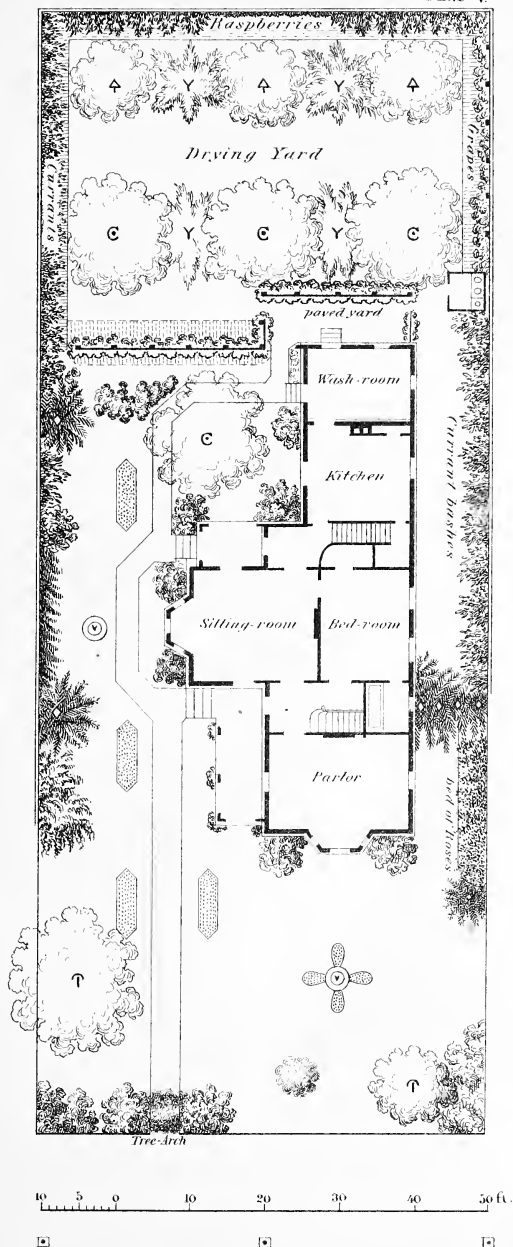 Raspberries
Drying Yard
Grapes
Currants
C
Y
C
Y
C
paved yard
Wash-room
C
Kitchen
Currant bushes
Sitting-room
Bed-room
V
Parlor
bed of Roses
V
Tree-Arch
10 5 0 10 20 30 40 50 ft.